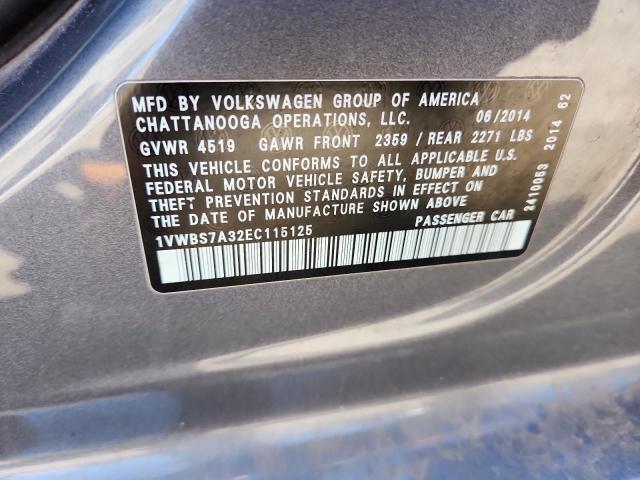 MFD BY VOLKSWAGEN GROUP OF AMERICA
CHATTANOOGA OPERATIONS, LLC. 06/2014
GVWR 4519 GAWR FRONT 2359 / REAR 2271 LBS
THIS VEHICLE CONFORMS TO ALL APPLICABLE U.S.
FEDERAL MOTOR VEHICLE SAFETY, BUMPER AND
THEFT PREVENTION STANDARDS IN EFFECT ON
THE DATE OF MANUFACTURE SHOWN ABOVE
1VWBS7A32EC115125 PASSENGER CAR
2410053 2014 62